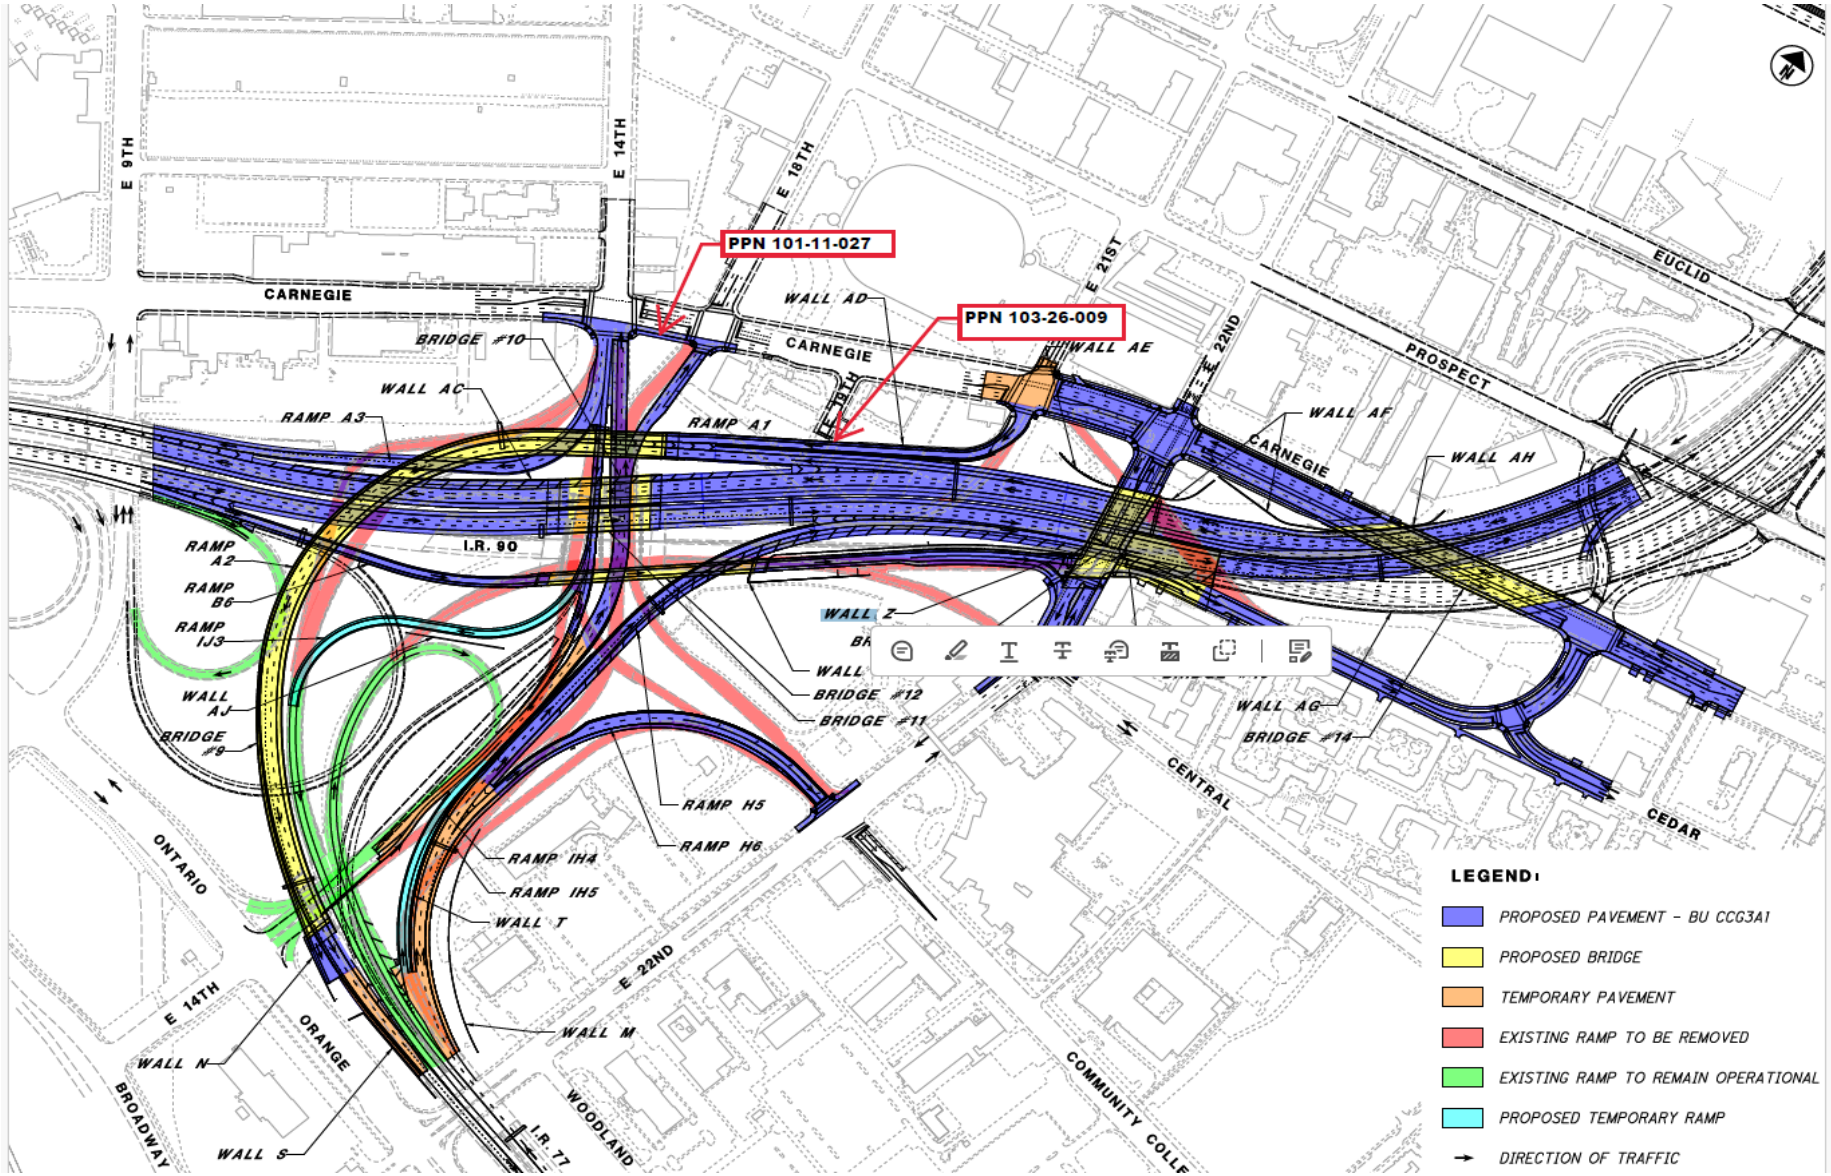 E 9TH
E 14TH
E 18TH
PPN 101-11-027
E 21ST
EUCLID
CARNEGIE
WALL AD
PPN 103-26-009
BRIDGE #10
CARNEGIE
WALL AE
E 22ND
PROSPECT
WALL AC
E 19TH
RAMP A3
RAMP A1
WALL AF
CARNEGIE
WALL AH
RAMP
A2
I.R. 90
RAMP
B6
RAMP
IJ3
WALL Z
BR
WALL
WALL
AJ
BRIDGE #12
BRIDGE #11
WALL AG
BRIDGE
#9
BRIDGE #14
CENTRAL
RAMP H5
CEDAR
ONTARIO
RAMP H6
RAMP IH4
RAMP IH5
WALL T
E 22ND
E 14TH
ORANGE
WALL M
WALL N
BROADWAY
WALL S
I.R. 77
WOODLAND
COMMUNITY COLLE
N
LEGEND:
PROPOSED PAVEMENT - BU CCG3A1
PROPOSED BRIDGE
TEMPORARY PAVEMENT
EXISTING RAMP TO BE REMOVED
EXISTING RAMP TO REMAIN OPERATIONAL
PROPOSED TEMPORARY RAMP
DIRECTION OF TRAFFIC